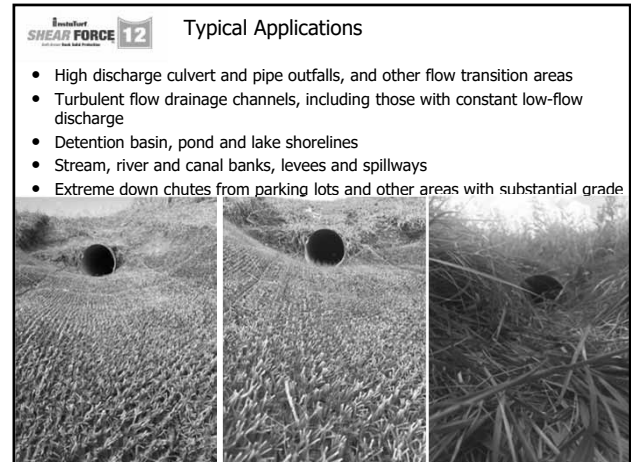 InstaTurf
SHEAR FORCE 12
Typical Applications
• High discharge culvert and pipe outfalls, and other flow transition areas
• Turbulent flow drainage channels, including those with constant low-flow
discharge
• Detention basin, pond and lake shorelines
• Stream, river and canal banks, levees and spillways
• Extreme down chutes from parking lots and other areas with substantial grade